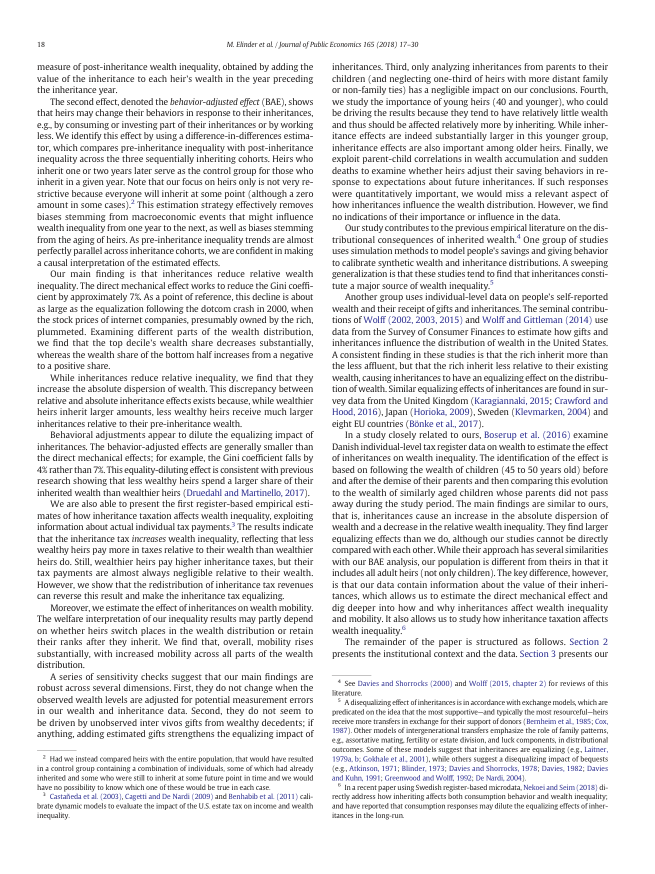 18
M. Elinder et al. / Journal of Public Economics 165 (2018) 17–30
measure of post-inheritance wealth inequality, obtained by adding the
value of the inheritance to each heir's wealth in the year preceding
the inheritance year.
The second effect, denoted the behavior-adjusted effect (BAE), shows
that heirs may change their behaviors in response to their inheritances,
e.g., by consuming or investing part of their inheritances or by working
less. We identify this effect by using a difference-in-differences estima-
tor, which compares pre-inheritance inequality with post-inheritance
inequality across the three sequentially inheriting cohorts. Heirs who
inherit one or two years later serve as the control group for those who
inherit in a given year. Note that our focus on heirs only is not very re-
strictive because everyone will inherit at some point (although a zero
amount in some cases).2 This estimation strategy effectively removes
biases stemming from macroeconomic events that might influence
wealth inequality from one year to the next, as well as biases stemming
from the aging of heirs. As pre-inheritance inequality trends are almost
perfectly parallel across inheritance cohorts, we are confident in making
a causal interpretation of the estimated effects.
Our main finding is that inheritances reduce relative wealth
inequality. The direct mechanical effect works to reduce the Gini coeffi-
cient by approximately 7%. As a point of reference, this decline is about
as large as the equalization following the dotcom crash in 2000, when
the stock prices of internet companies, presumably owned by the rich,
plummeted. Examining different parts of the wealth distribution,
we find that the top decile's wealth share decreases substantially,
whereas the wealth share of the bottom half increases from a negative
to a positive share.
While inheritances reduce relative inequality, we find that they
increase the absolute dispersion of wealth. This discrepancy between
relative and absolute inheritance effects exists because, while wealthier
heirs inherit larger amounts, less wealthy heirs receive much larger
inheritances relative to their pre-inheritance wealth.
Behavioral adjustments appear to dilute the equalizing impact of
inheritances. The behavior-adjusted effects are generally smaller than
the direct mechanical effects; for example, the Gini coefficient falls by
4% rather than 7%. This equality-diluting effect is consistent with previous
research showing that less wealthy heirs spend a larger share of their
inherited wealth than wealthier heirs (Druedahl and Martinello, 2017).
We are also able to present the first register-based empirical esti-
mates of how inheritance taxation affects wealth inequality, exploiting
information about actual individual tax payments.3 The results indicate
that the inheritance tax increases wealth inequality, reflecting that less
wealthy heirs pay more in taxes relative to their wealth than wealthier
heirs do. Still, wealthier heirs pay higher inheritance taxes, but their
tax payments are almost always negligible relative to their wealth.
However, we show that the redistribution of inheritance tax revenues
can reverse this result and make the inheritance tax equalizing.
Moreover, we estimate the effect of inheritances on wealth mobility.
The welfare interpretation of our inequality results may partly depend
on whether heirs switch places in the wealth distribution or retain
their ranks after they inherit. We find that, overall, mobility rises
substantially, with increased mobility across all parts of the wealth
distribution.
A series of sensitivity checks suggest that our main findings are
robust across several dimensions. First, they do not change when the
observed wealth levels are adjusted for potential measurement errors
in our wealth and inheritance data. Second, they do not seem to
be driven by unobserved inter vivos gifts from wealthy decedents; if
anything, adding estimated gifts strengthens the equalizing impact of
2 Had we instead compared heirs with the entire population, that would have resulted
in a control group containing a combination of individuals, some of which had already
inherited and some who were still to inherit at some future point in time and we would
have no possibility to know which one of these would be true in each case.
3 Castañeda et al. (2003), Cagetti and De Nardi (2009) and Benhabib et al. (2011) cali-
brate dynamic models to evaluate the impact of the U.S. estate tax on income and wealth
inequality.
inheritances. Third, only analyzing inheritances from parents to their
children (and neglecting one-third of heirs with more distant family
or non-family ties) has a negligible impact on our conclusions. Fourth,
we study the importance of young heirs (40 and younger), who could
be driving the results because they tend to have relatively little wealth
and thus should be affected relatively more by inheriting. While inher-
itance effects are indeed substantially larger in this younger group,
inheritance effects are also important among older heirs. Finally, we
exploit parent-child correlations in wealth accumulation and sudden
deaths to examine whether heirs adjust their saving behaviors in re-
sponse to expectations about future inheritances. If such responses
were quantitatively important, we would miss a relevant aspect of
how inheritances influence the wealth distribution. However, we find
no indications of their importance or influence in the data.
Our study contributes to the previous empirical literature on the dis-
tributional consequences of inherited wealth.4 One group of studies
uses simulation methods to model people's savings and giving behavior
to calibrate synthetic wealth and inheritance distributions. A sweeping
generalization is that these studies tend to find that inheritances consti-
tute a major source of wealth inequality.5
Another group uses individual-level data on people's self-reported
wealth and their receipt of gifts and inheritances. The seminal contribu-
tions of Wolff (2002, 2003, 2015) and Wolff and Gittleman (2014) use
data from the Survey of Consumer Finances to estimate how gifts and
inheritances influence the distribution of wealth in the United States.
A consistent finding in these studies is that the rich inherit more than
the less affluent, but that the rich inherit less relative to their existing
wealth, causing inheritances to have an equalizing effect on the distribu-
tion of wealth. Similar equalizing effects of inheritances are found in sur-
vey data from the United Kingdom (Karagiannaki, 2015; Crawford and
Hood, 2016), Japan (Horioka, 2009), Sweden (Klevmarken, 2004) and
eight EU countries (Bönke et al., 2017).
In a study closely related to ours, Boserup et al. (2016) examine
Danish individual-level tax register data on wealth to estimate the effect
of inheritances on wealth inequality. The identification of the effect is
based on following the wealth of children (45 to 50 years old) before
and after the demise of their parents and then comparing this evolution
to the wealth of similarly aged children whose parents did not pass
away during the study period. The main findings are similar to ours,
that is, inheritances cause an increase in the absolute dispersion of
wealth and a decrease in the relative wealth inequality. They find larger
equalizing effects than we do, although our studies cannot be directly
compared with each other. While their approach has several similarities
with our BAE analysis, our population is different from theirs in that it
includes all adult heirs (not only children). The key difference, however,
is that our data contain information about the value of their inheri-
tances, which allows us to estimate the direct mechanical effect and
dig deeper into how and why inheritances affect wealth inequality
and mobility. It also allows us to study how inheritance taxation affects
wealth inequality.6
The remainder of the paper is structured as follows. Section 2
presents the institutional context and the data. Section 3 presents our
4 See Davies and Shorrocks (2000) and Wolff (2015, chapter 2) for reviews of this
literature.
5 A disequalizing effect of inheritances is in accordance with exchange models, which are
predicated on the idea that the most supportive—and typically the most resourceful—heirs
receive more transfers in exchange for their support of donors (Bernheim et al., 1985; Cox,
1987). Other models of intergenerational transfers emphasize the role of family patterns,
e.g., assortative mating, fertility or estate division, and luck components, in distributional
outcomes. Some of these models suggest that inheritances are equalizing (e.g., Laitner,
1979a, b; Gokhale et al., 2001), while others suggest a disequalizing impact of bequests
(e.g., Atkinson, 1971; Blinder, 1973; Davies and Shorrocks, 1978; Davies, 1982; Davies
and Kuhn, 1991; Greenwood and Wolff, 1992; De Nardi, 2004).
6 In a recent paper using Swedish register-based microdata, Nekoei and Seim (2018) di-
rectly address how inheriting affects both consumption behavior and wealth inequality;
and have reported that consumption responses may dilute the equalizing effects of inher-
itances in the long-run.